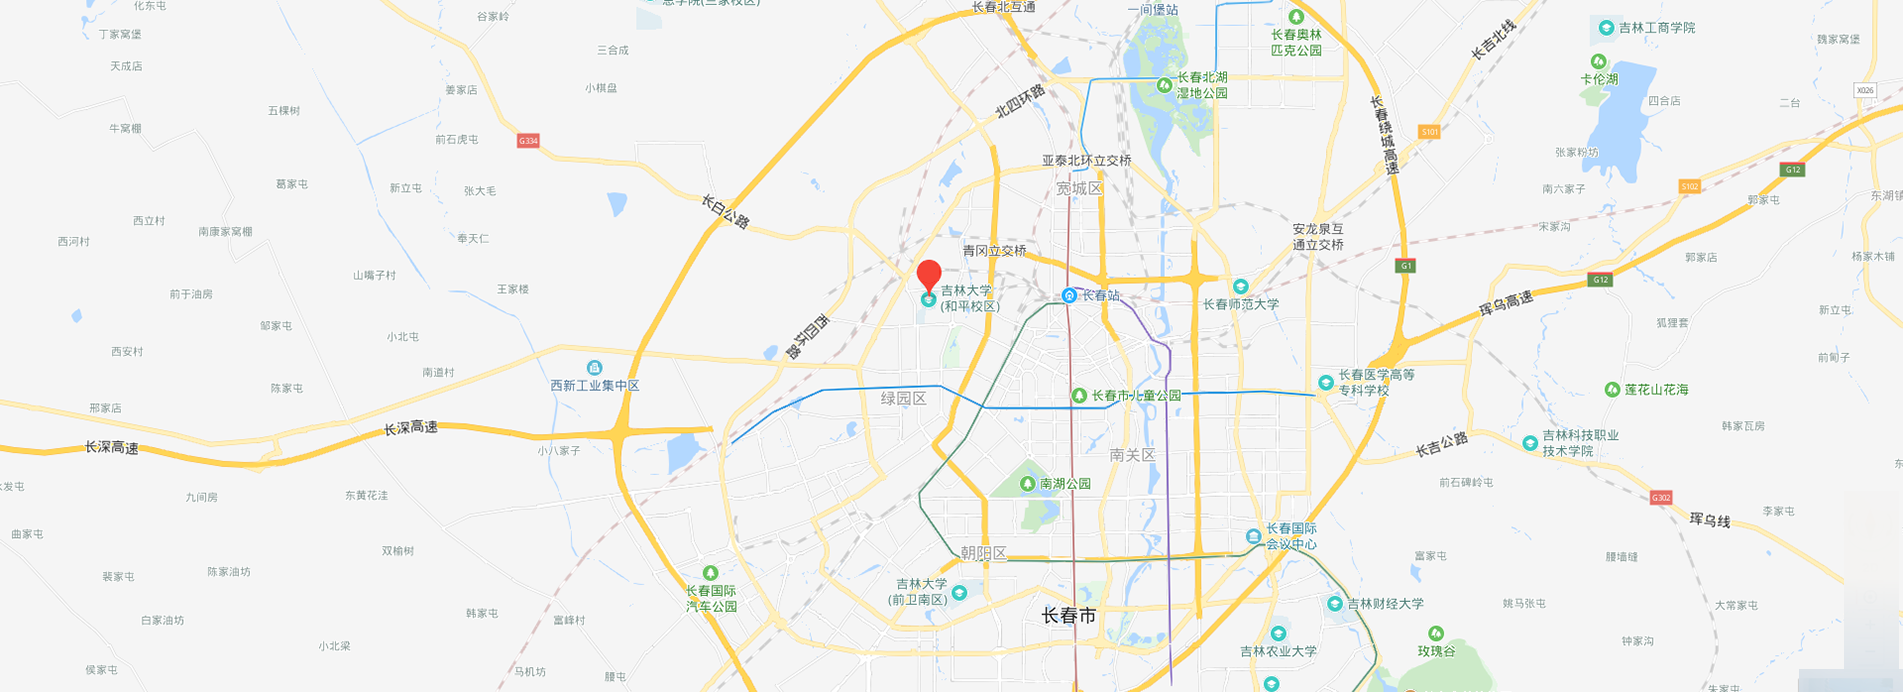 化东屯
谷家岭
长春北互通
一间堡站
长春奥林
匹克公园
长吉北线
吉林工商学院
魏家窝堡
丁家窝堡
三合成
天成店
姜家店
小棋盘
长春北湖
湿地公园
卡伦湖
四合店
二台
X026
五棵树
北四环路
长春绕城高速
牛窝棚
前石虎屯
G334
S101
张家粉坊
亚泰北环立交桥
宽城区
G12
葛家屯
新立屯
张大毛
S102
南六家子
郭家屯
东湖镇
长白公路
西立村
南康家窝棚
奉天仁
西河村
安龙泉互
通立交桥
宋家沟
青冈立交桥
郭家店
杨家木铺
山嘴子村
G1
G12
王家楼
前于油房
吉林大学
(和平校区)
长春站
长春师范大学
珲乌高速
新立屯
邹家屯
西四环路
狐狸套
小北屯
西安村
前甸子
南道村
西新工业集中区
长春医学高等
专科学校
陈家屯
绿园区
长春市儿童公园
莲花山花海
邢家店
长深高速
韩家瓦房
长深高速
小八家子
南关区
长吉公路
吉林科技职业
技术学院
南湖公园
前石碑岭屯
九间房
东黄花洼
G302
李家屯
珲乌线
曲家屯
长春国际
会议中心
双榆树
朝阳区
富家屯
裴家屯
陈家油坊
长春国际
汽车公园
吉林大学
(前卫南区)
吉林财经大学
姚马张屯
大常家屯
白家油坊
韩家屯
富峰村
长春市
小北梁
吉林农业大学
玫瑰谷
钟家沟
侯家屯
马机坊
腰屯
朱家屯